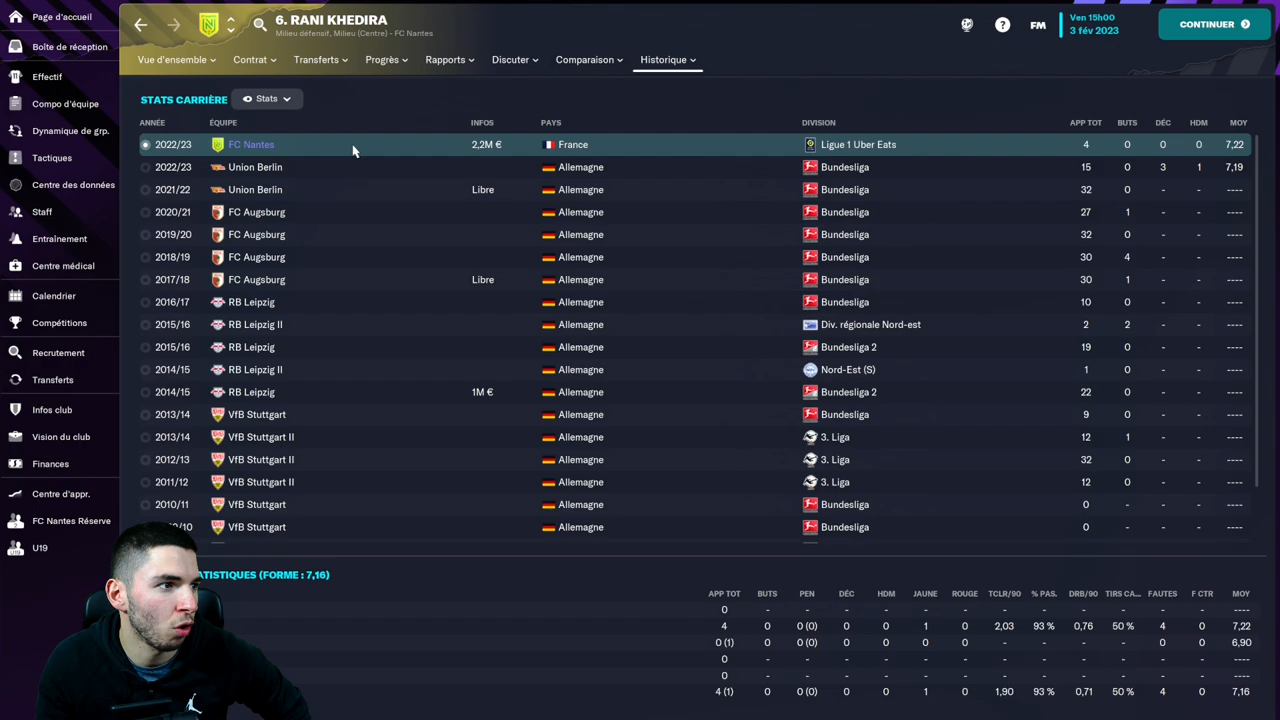 Page d'accueil
Boîte de réception
Effectif
Compo d'équipe
Dynamique de grp.
Tactiques
Centre des données
Staff
Entraînement
Centre médical
Calendrier
Compétitions
Recrutement
Transferts
Infos club
Vision du club
Finances
Centre d'appr.
FC Nantes Réserve
U19
6. RANI KHEDIRA
Milieu défensif, Milieu (Centre) - FC Nantes
FM
Ven 15h00
3 fév 2023
CONTINUER
Vue d'ensemble Contrat Transferts Progrès Rapports Discuter Comparaison Historique
STATS CARRIÈRE Stats
ANNÉE ÉQUIPE INFOS PAYS DIVISION APP TOT BUTS DÉC HDM MOY
2022/23 FC Nantes 2,2M € France Ligue 1 Uber Eats 4 0 0 0 7,22
2022/23 Union Berlin Allemagne Bundesliga 15 0 3 1 7,19
2021/22 Union Berlin Libre Allemagne Bundesliga 32 0 - - ----
2020/21 FC Augsburg Allemagne Bundesliga 27 1 - - ----
2019/20 FC Augsburg Allemagne Bundesliga 32 0 - - ----
2018/19 FC Augsburg Allemagne Bundesliga 30 4 - - ----
2017/18 FC Augsburg Libre Allemagne Bundesliga 30 1 - - ----
2016/17 RB Leipzig Allemagne Bundesliga 10 0 - - ----
2015/16 RB Leipzig II Allemagne Div. régionale Nord-est 2 2 - - ----
2015/16 RB Leipzig Allemagne Bundesliga 2 19 0 - - ----
2014/15 RB Leipzig II Allemagne Nord-Est (S) 1 0 - - ----
2014/15 RB Leipzig 1M € Allemagne Bundesliga 2 22 0 - - ----
2013/14 VfB Stuttgart Allemagne Bundesliga 9 0 - - ----
2013/14 VfB Stuttgart II Allemagne 3. Liga 12 1 - - ----
2012/13 VfB Stuttgart II Allemagne 3. Liga 32 0 - - ----
2011/12 VfB Stuttgart II Allemagne 3. Liga 12 0 - - ----
2010/11 VfB Stuttgart Allemagne Bundesliga 0 - - - ----
VfB Stuttgart Allemagne Bundesliga 0 - - - ----
(FORME : 7,16)
APP TOT BUTS PEN DÉC HDM JAUNE ROUGE TCLR/90 % PAS. DRB/90 TIRS CA... FAUTES F CTR MOY
0 - - - - - - - - - - - - ----
4 0 0 (0) 0 0 1 0 2,03 93 % 0,76 50 % 4 0 7,22
0 (1) 0 0 (0) 0 0 0 0 - - - - 0 0 6,90
0 - - - - - - - - - - - - ----
0 - - - - - - - - - - - - ----
4 (1) 0 0 (0) 0 0 1 0 1,90 93 % 0,71 50 % 4 0 7,16